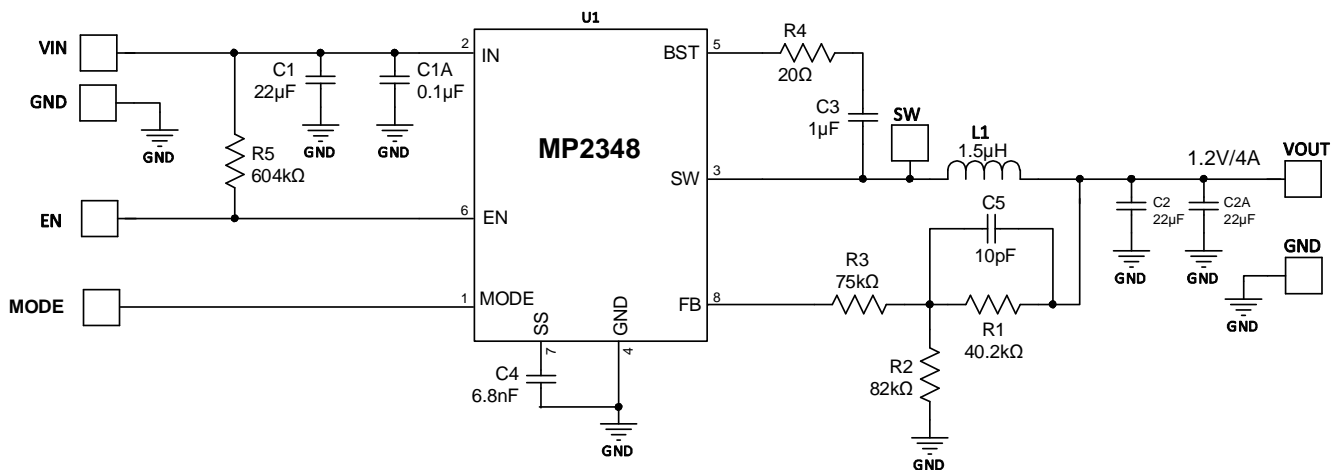 U1
VIN
2
IN
BST
5
R4
20Ω
C1
22µF
C1A
0.1µF
GND
GND
GND
GND
R5
604kΩ
C3
1µF
SW
L1
1.5µH
MP2348
SW
3
1.2V/4A
VOUT
EN
6
EN
C5
10pF
C2
22µF
C2A
22µF
GND
GND
GND
GND
MODE
1
MODE
SS
GND
7
4
FB
8
R3
75kΩ
R1
40.2kΩ
R2
82kΩ
C4
6.8nF
GND
GND